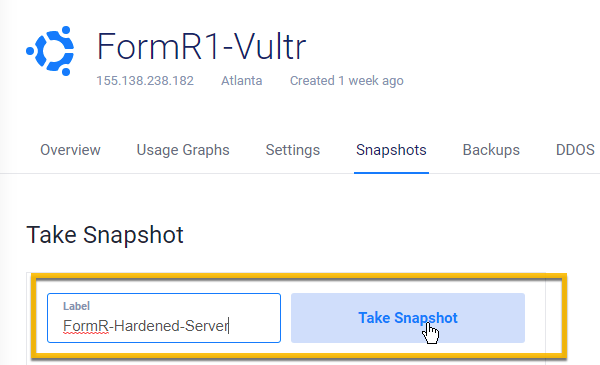 FormR1-Vultr
155.138.238.182 Atlanta Created 1 week ago
Overview Usage Graphs Settings Snapshots Backups DDOS
Take Snapshot
Label
FormR-Hardened-Server
Take Snapshot